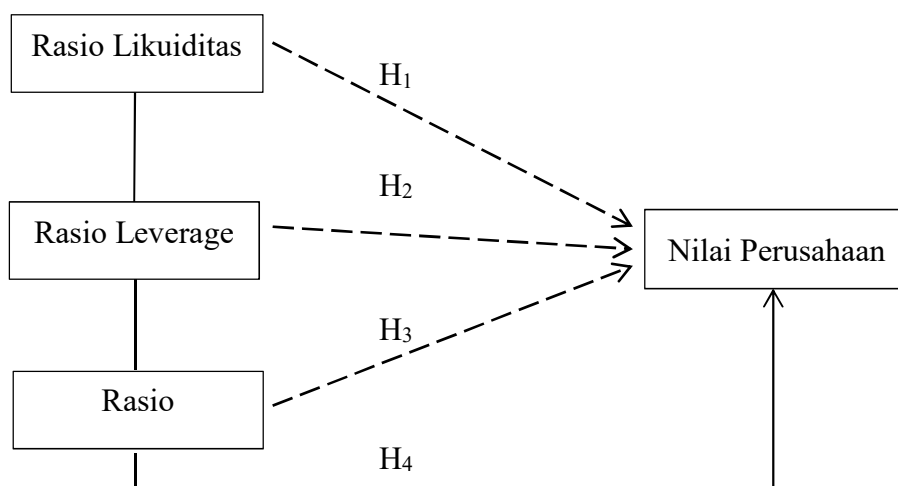 Rasio Likuiditas
H₁
H₂
Rasio Leverage
Nilai Perusahaan
H₃
Rasio
H₄